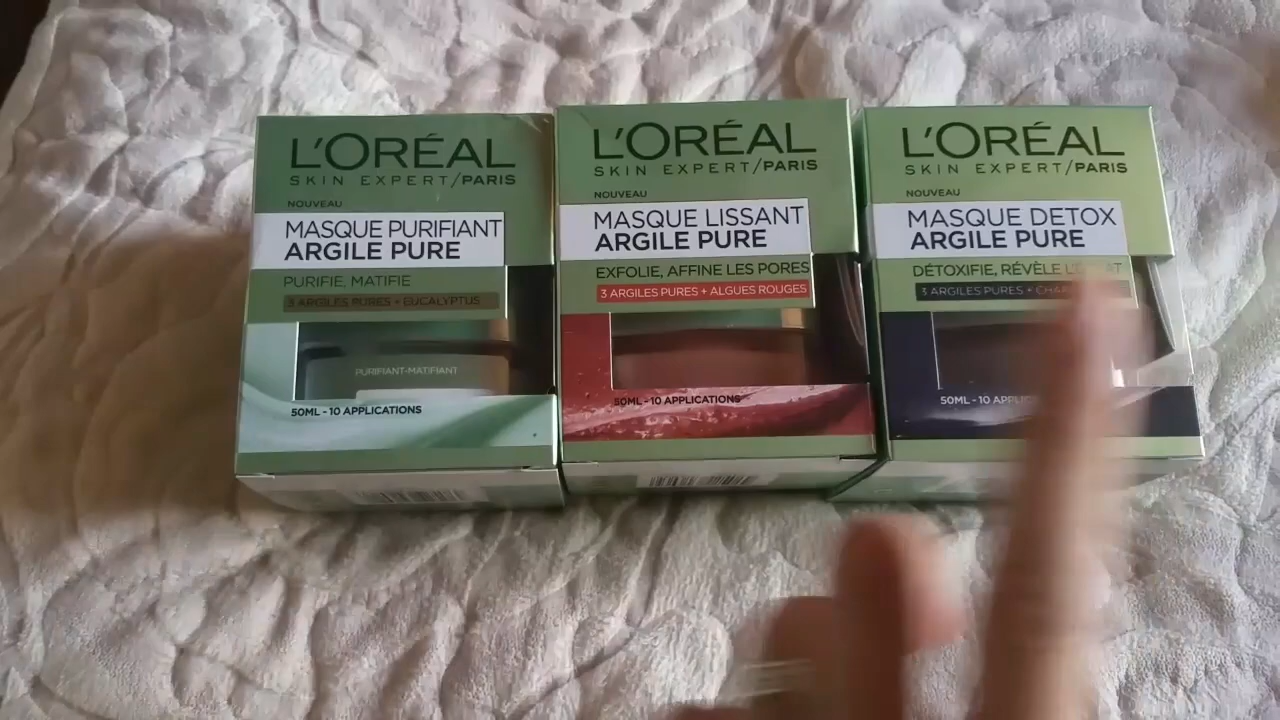 L'ORÉAL
SKIN EXPERT/PARIS
NOUVEAU
MASQUE PURIFIANT
ARGILE PURE
PURIFIE, MATIFIE
3 ARGILES PURES + EUCALYPTUS
PURIFIANT-MATIFIANT
50ML - 10 APPLICATIONS
L'ORÉAL
SKIN EXPERT/PARIS
NOUVEAU
MASQUE LISSANT
ARGILE PURE
EXFOLIE, AFFINE LES PORES
3 ARGILES PURES + ALGUES ROUGES
50ML - 10 APPLICATIONS
L'ORÉAL
SKIN EXPERT/PARIS
NOUVEAU
MASQUE DETOX
ARGILE PURE
DÉTOXIFIE, RÉVÈLE
3 ARGILES PURES +
50ML - 10